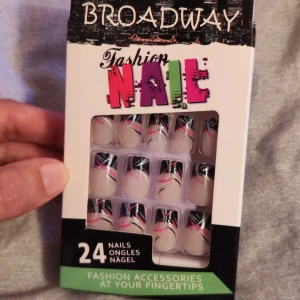 BROADWAY
Fashion
NAIL
24 NAILS
ONGLES
NÄGEL
FASHION ACCESSORIES
AT YOUR FINGERTIPS